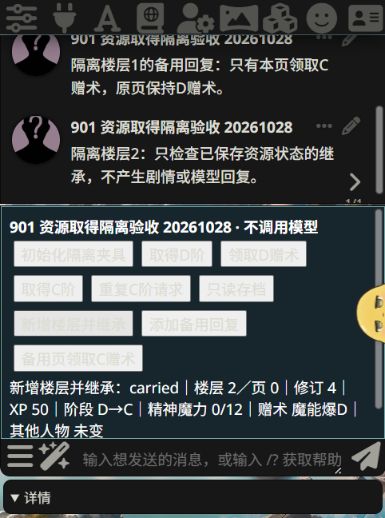 901 资源取得隔离验收 20261028
隔离楼层1的备用回复：只有本页领取C
赠术，原页保持D赠术。
901 资源取得隔离验收 20261028
隔离楼层2：只检查已保存资源状态的继
承，不产生剧情或模型回复。
1/1
901 资源取得隔离验收 20261028 · 不调用模型
初始化隔离夹具 取得D阶 领取D赠术
取得C阶 重复C阶请求 只读存档
新增楼层并继承 添加备用回复
备用页领取C赠术
新增楼层并继承：carried｜楼层 2／页 0｜修订 4｜
XP 50｜阶段 D→C｜精神魔力 0/12｜赠术 魔能爆D｜
其他人物 未变
输入想发送的消息，或输入 /? 获取帮助
▼ 详情